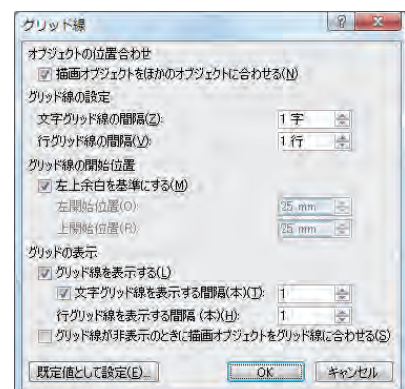 グリッド線
オブジェクトの位置合わせ
描画オブジェクトをほかのオブジェクトに合わせる(N)
グリッド線の設定
文字グリッド線の間隔(Z): 1 字
行グリッド線の間隔(V): 1 行
グリッド線の開始位置
左上余白を基準にする(M)
左開始位置(O): 25 mm
上開始位置(R): 25 mm
グリッドの表示
グリッド線を表示する(L)
文字グリッド線を表示する間隔(本)(T): 1
行グリッド線を表示する間隔 (本)(H): 1
グリッド線が非表示のときに描画オブジェクトをグリッド線に合わせる(S)
既定値として設定(E)... OK キャンセル